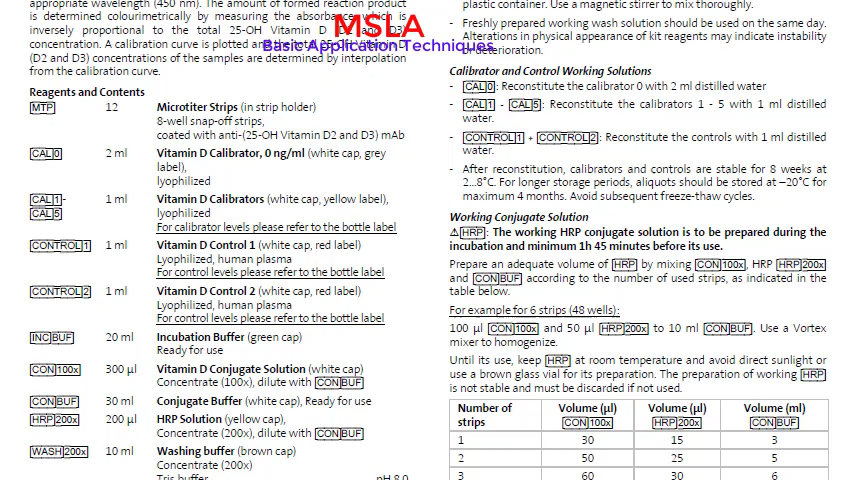 MSLA
Basic Application Techniques
appropriate wavelength (450 nm). The amount of formed reaction product
is determined colourimetrically by measuring the absorbance, which is
inversely proportional to the total 25-OH Vitamin D (D2 and D3)
concentration. A calibration curve is plotted and the total 25-OH Vitamin D
(D2 and D3) concentrations of the samples are determined by interpolation
from the calibration curve.
Reagents and Contents
MTP 12 Microtiter Strips (in strip holder)
8-well snap-off strips,
coated with anti-(25-OH Vitamin D2 and D3) mAb
CAL 0 2 ml Vitamin D Calibrator, 0 ng/ml (white cap, grey
label),
lyophilized
CAL 1 - 1 ml Vitamin D Calibrators (white cap, yellow label),
CAL 5 lyophilized
For calibrator levels please refer to the bottle label
CONTROL 1 1 ml Vitamin D Control 1 (white cap, red label)
Lyophilized, human plasma
For control levels please refer to the bottle label
CONTROL 2 1 ml Vitamin D Control 2 (white cap, red label)
Lyophilized, human plasma
For control levels please refer to the bottle label
INC BUF 20 ml Incubation Buffer (green cap)
Ready for use
CON 100x 300 µl Vitamin D Conjugate Solution (white cap)
Concentrate (100x), dilute with CON BUF
CON BUF 30 ml Conjugate Buffer (white cap), Ready for use
HRP 200x 200 µl HRP Solution (yellow cap),
Concentrate (200x), dilute with CON BUF
WASH 200x 10 ml Washing buffer (brown cap)
Concentrate (200x)
Tris buffer pH 8.0
plastic container. Use a magnetic stirrer to mix thoroughly.
- Freshly prepared working wash solution should be used on the same day.
Alterations in physical appearance of kit reagents may indicate instability
or deterioration.
Calibrator and Control Working Solutions
- CAL 0: Reconstitute the calibrator 0 with 2 ml distilled water
- CAL 1 - CAL 5: Reconstitute the calibrators 1 - 5 with 1 ml distilled
water.
- CONTROL 1 + CONTROL 2: Reconstitute the controls with 1 ml distilled
water.
- After reconstitution, calibrators and controls are stable for 8 weeks at
2...8°C. For longer storage periods, aliquots should be stored at –20°C for
maximum 4 months. Avoid subsequent freeze-thaw cycles.
Working Conjugate Solution
⚠HRP: The working HRP conjugate solution is to be prepared during the
incubation and minimum 1h 45 minutes before its use.
Prepare an adequate volume of HRP by mixing CON 100x, HRP HRP 200x
and CON BUF according to the number of used strips, as indicated in the
table below.
For example for 6 strips (48 wells):
100 µl CON 100x and 50 µl HRP 200x to 10 ml CON BUF. Use a Vortex
mixer to homogenize.
Until its use, keep HRP at room temperature and avoid direct sunlight or
use a brown glass vial for its preparation. The preparation of working HRP
is not stable and must be discarded if not used.
Number of Volume (µl) Volume (µl) Volume (ml)
strips CON 100x HRP 200x CON BUF
1 30 15 3
2 50 25 5
3 60 30 6